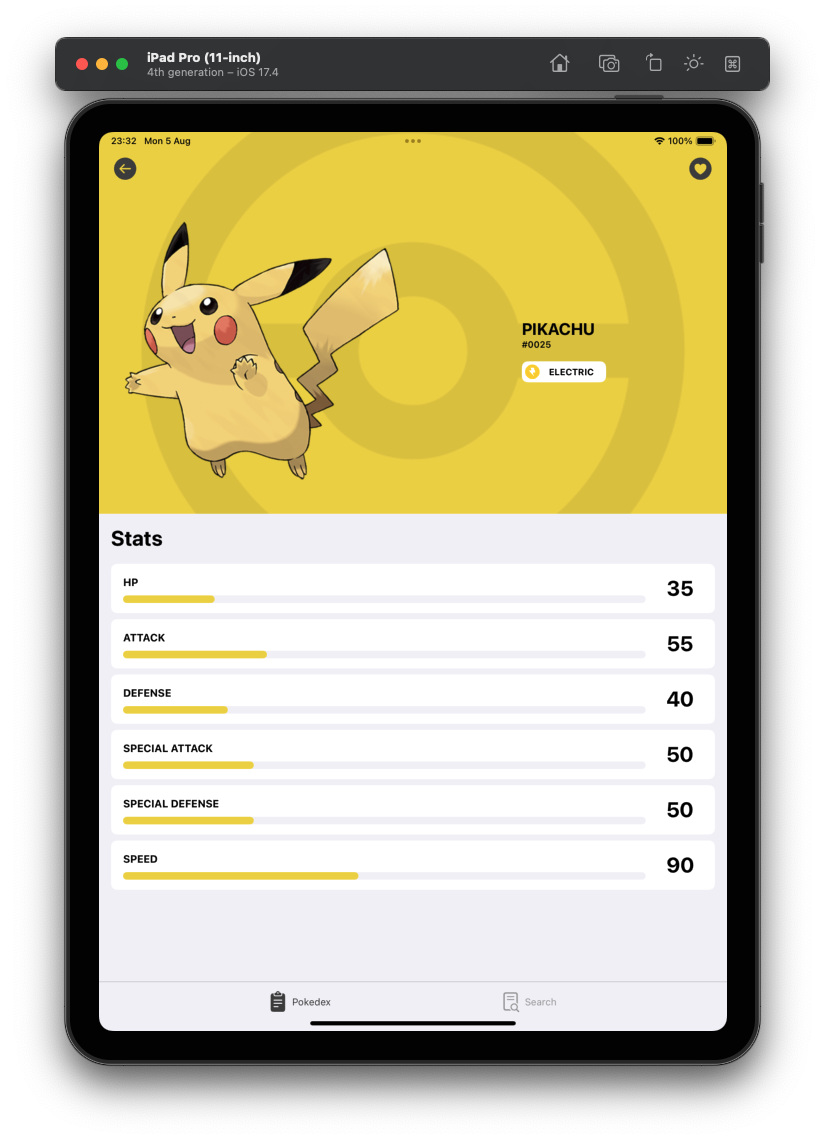 iPad Pro (11-inch)
4th generation – iOS 17.4
23:32 Mon 5 Aug
100%
PIKACHU
#0025
ELECTRIC
Stats
HP
35
ATTACK
55
DEFENSE
40
SPECIAL ATTACK
50
SPECIAL DEFENSE
50
SPEED
90
Pokedex
Search